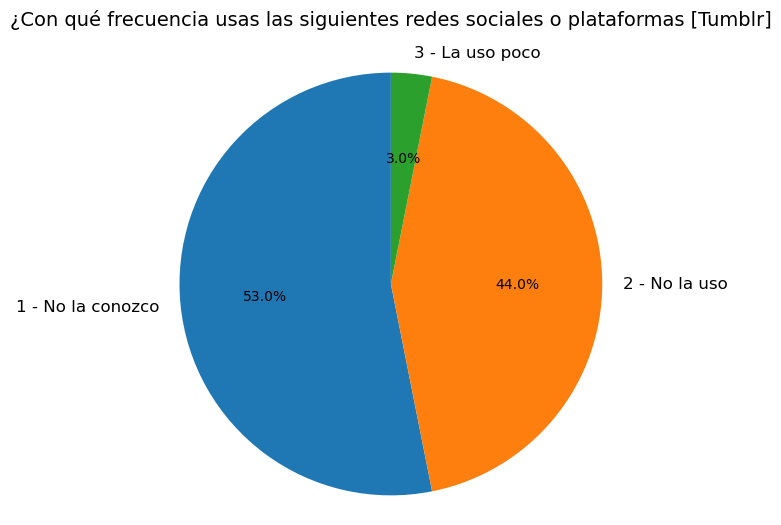 ¿Con qué frecuencia usas las siguientes redes sociales o plataformas [Tumblr]
3 - La uso poco
3.0%
53.0%
44.0%
2 - No la uso
1 - No la conozco